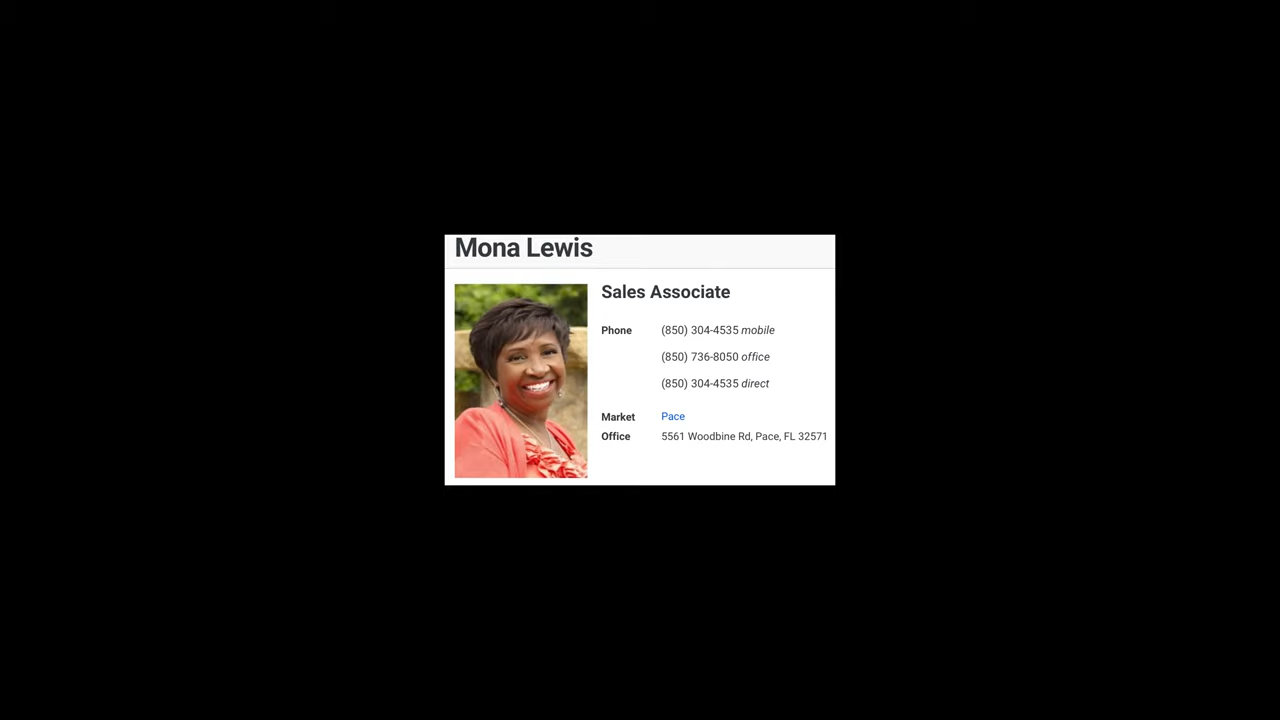 Mona Lewis
Sales Associate
Phone (850) 304-4535 mobile
(850) 736-8050 office
(850) 304-4535 direct
Market Pace
Office 5561 Woodbine Rd, Pace, FL 32571